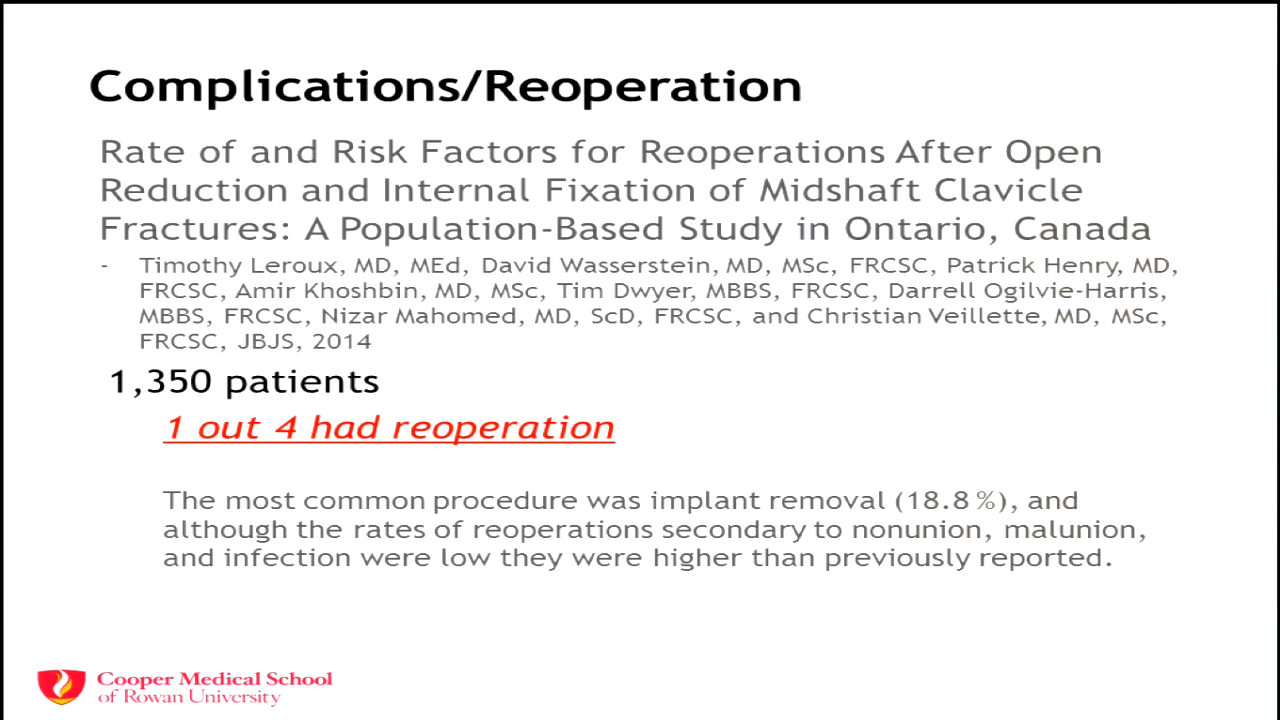 Complications/Reoperation
Rate of and Risk Factors for Reoperations After Open
Reduction and Internal Fixation of Midshaft Clavicle
Fractures: A Population-Based Study in Ontario, Canada
- Timothy Leroux, MD, MEd, David Wasserstein, MD, MSc, FRCSC, Patrick Henry, MD,
FRCSC, Amir Khoshbin, MD, MSc, Tim Dwyer, MBBS, FRCSC, Darrell Ogilvie-Harris,
MBBS, FRCSC, Nizar Mahomed, MD, ScD, FRCSC, and Christian Veillette, MD, MSc,
FRCSC, JBJS, 2014
1,350 patients
1 out 4 had reoperation
The most common procedure was implant removal (18.8%), and
although the rates of reoperations secondary to nonunion, malunion,
and infection were low they were higher than previously reported.
Cooper Medical School
of Rowan University